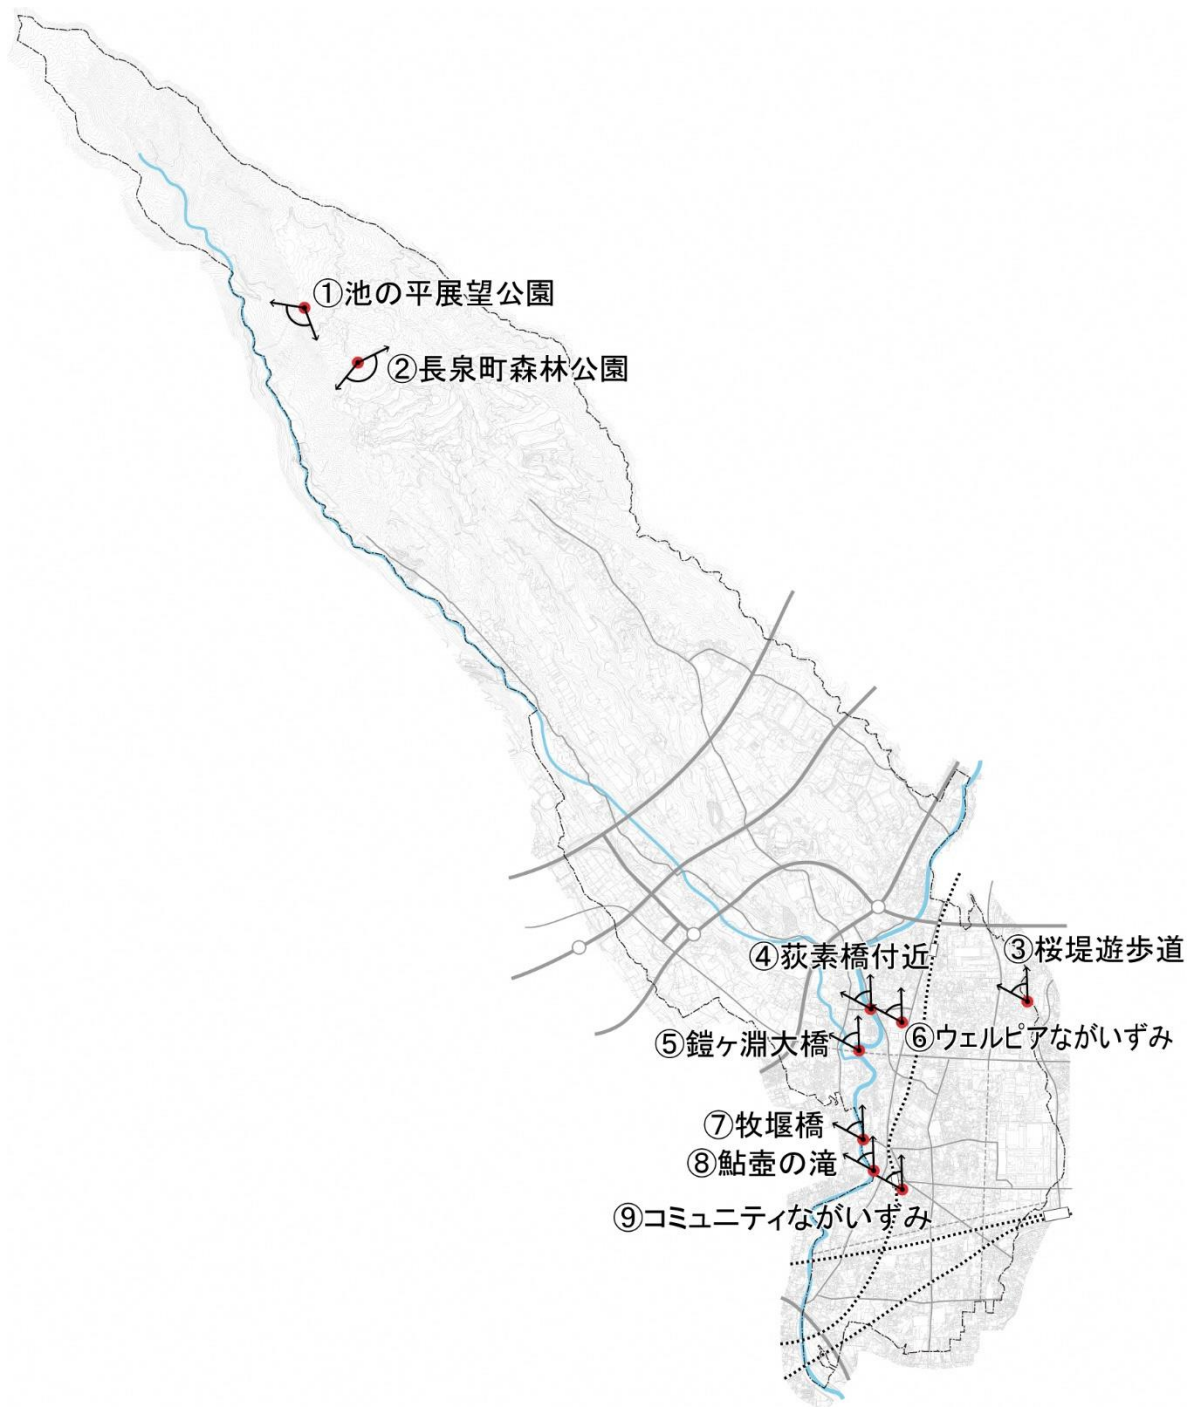 ①池の平展望公園
②長泉町森林公園
③桜堤遊歩道
④荻素橋付近
⑤鎧ヶ淵大橋
⑥ウェルピアながいずみ
⑦牧堰橋
⑧鮎壺の滝
⑨コミュニティながいずみ